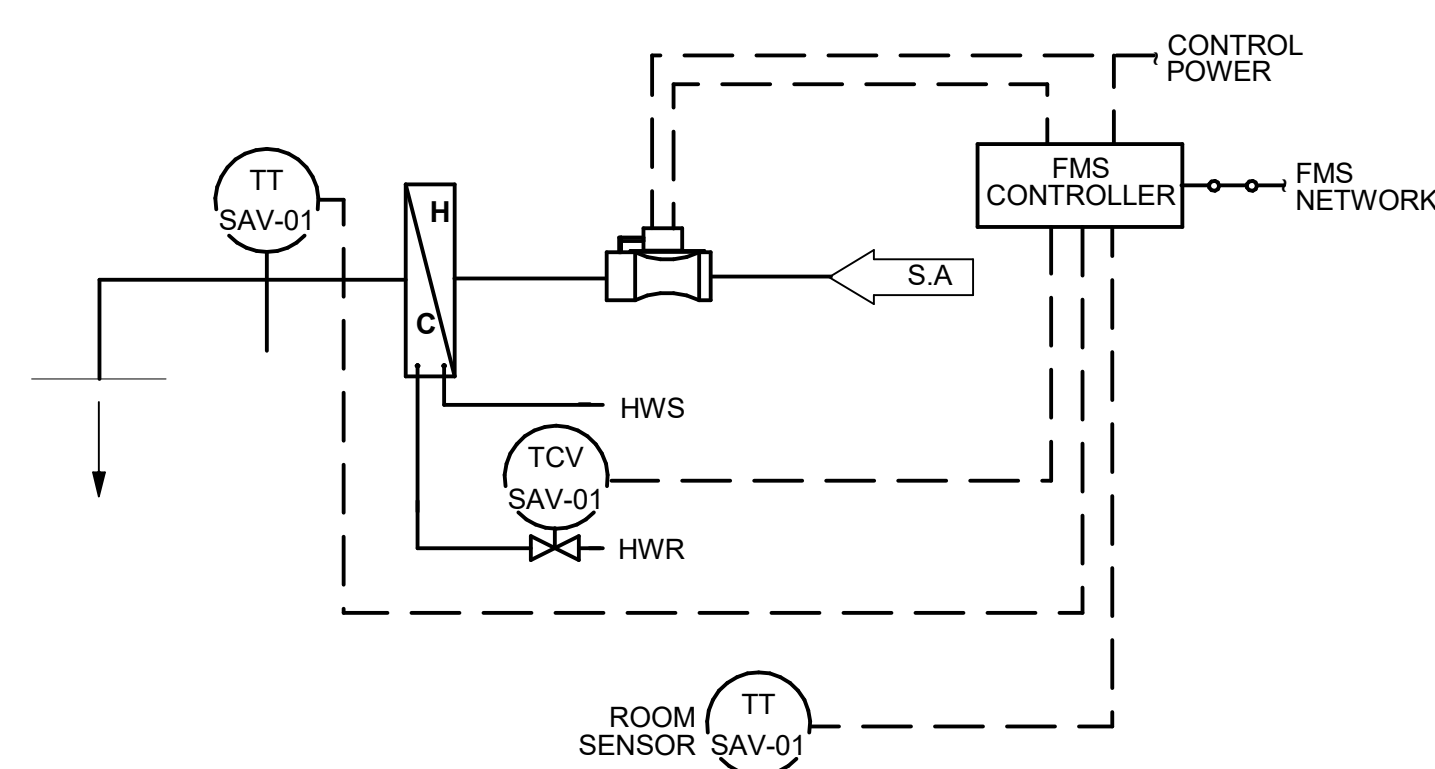 CONTROL
POWER
TT
SAV-01
FMS
CONTROLLER
FMS
NETWORK
H
C
S.A
HWS
TCV
SAV-01
HWR
ROOM
SENSOR
TT
SAV-01